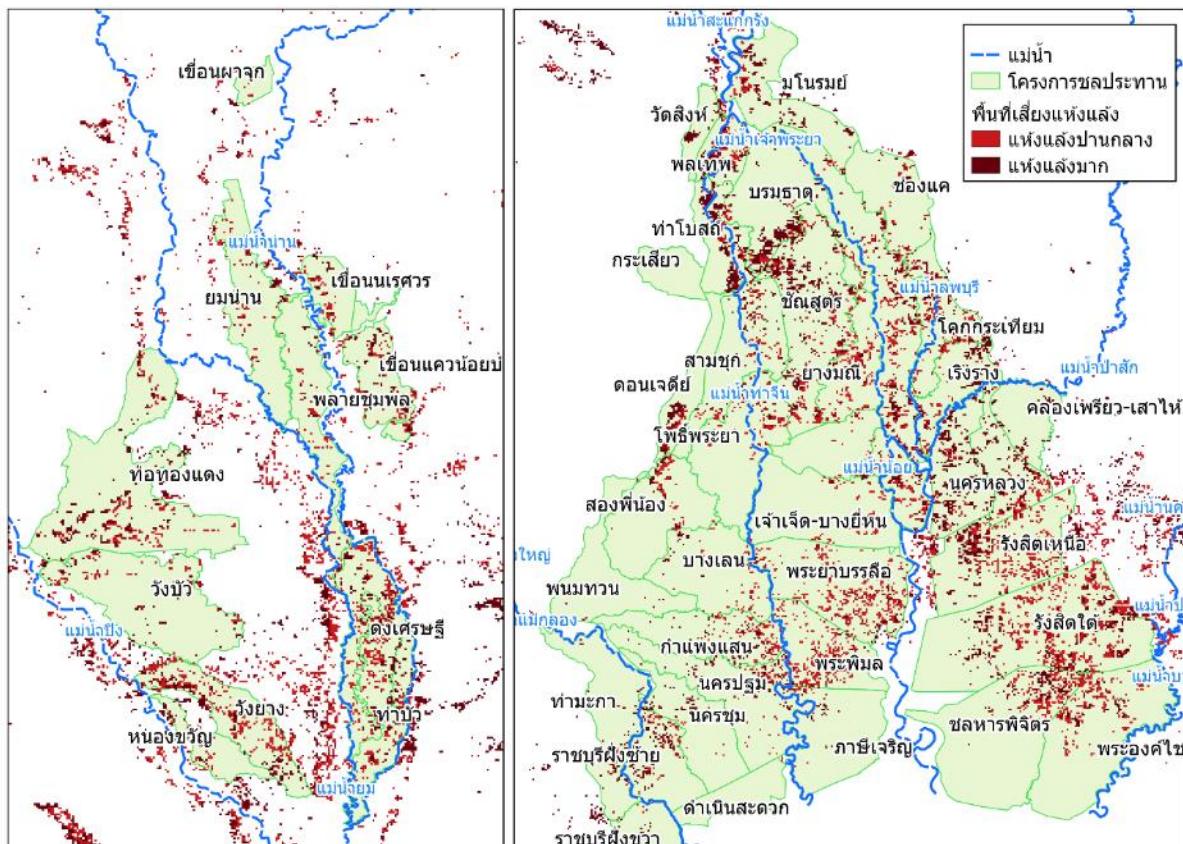 เขื่อนผาจุก
แม่น้ำน่าน
เขื่อนนเรศวร
ยมน่าน
เขื่อนแควน้อยบ
พลายชุมพล
ท่อทองแดง
วังบัว
แม่น้ำปิง
ดงเศรษฐี
วังยาง
ท่าบัว
หนองขวัญ
แม่น้ำยม
แม่น้ำสะแกกรัง
มโนรมย์
วัดสิงห์
แม่น้ำเจ้าพระยา
พลเทพ
บรมธาตุ
ช่องแค
ท่าโบสถ์
กระเสียว
ชัณสูตร
แม่น้ำลพบุรี
โคกกระเทียม
สามชุก
ยางมณี
เริงราง
แม่น้ำป่าสัก
ดอนเจดีย์
แม่น้ำท่าจีน
คลองเพรียว-เสาไห้
โพธิ์พระยา
แม่น้ำน้อย
นครหลวง
สองพี่น้อง
เจ้าเจ็ด-บางยี่หน
แม่น้ำนค
รังสิตเหนือ
ใหญ่
บางเลน
พระยาบรรลือ
พนมทวน
แม่น้ำป
รังสิตใต้
แม่กลอง
กำแพงแสน
พระพิมล
นครปฐม
แม่น้ำบา
ท่ามะกา
นครชุม
ชลหารพิจิตร
ราชบุรีฝั่งซ้าย
ภาษีเจริญ
พระองค์ไช
ดำเนินสะดวก
ราชบุรีฝั่งขวา
แม่น้ำ
โครงการชลประทาน
พื้นที่เสี่ยงแห้งแล้ง
แห้งแล้งปานกลาง
แห้งแล้งมาก